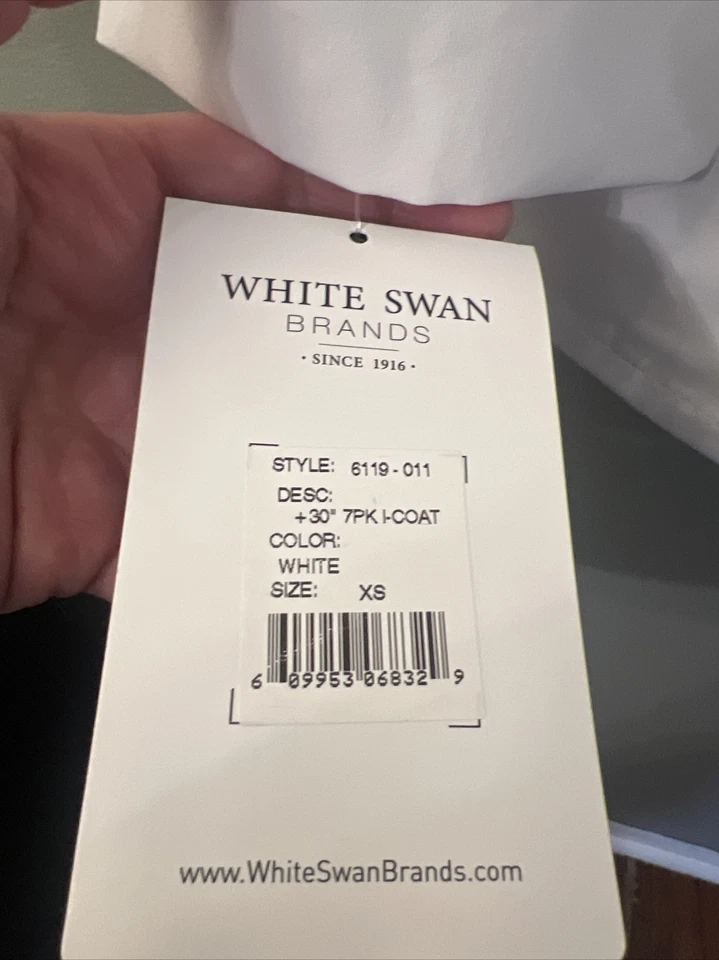 WHITE SWAN
BRANDS
· SINCE 1916 ·
STYLE: 6119-011
DESC:
+30" 7PK I-COAT
COLOR:
WHITE
SIZE: XS
6 09953 06832 9
www.WhiteSwanBrands.com